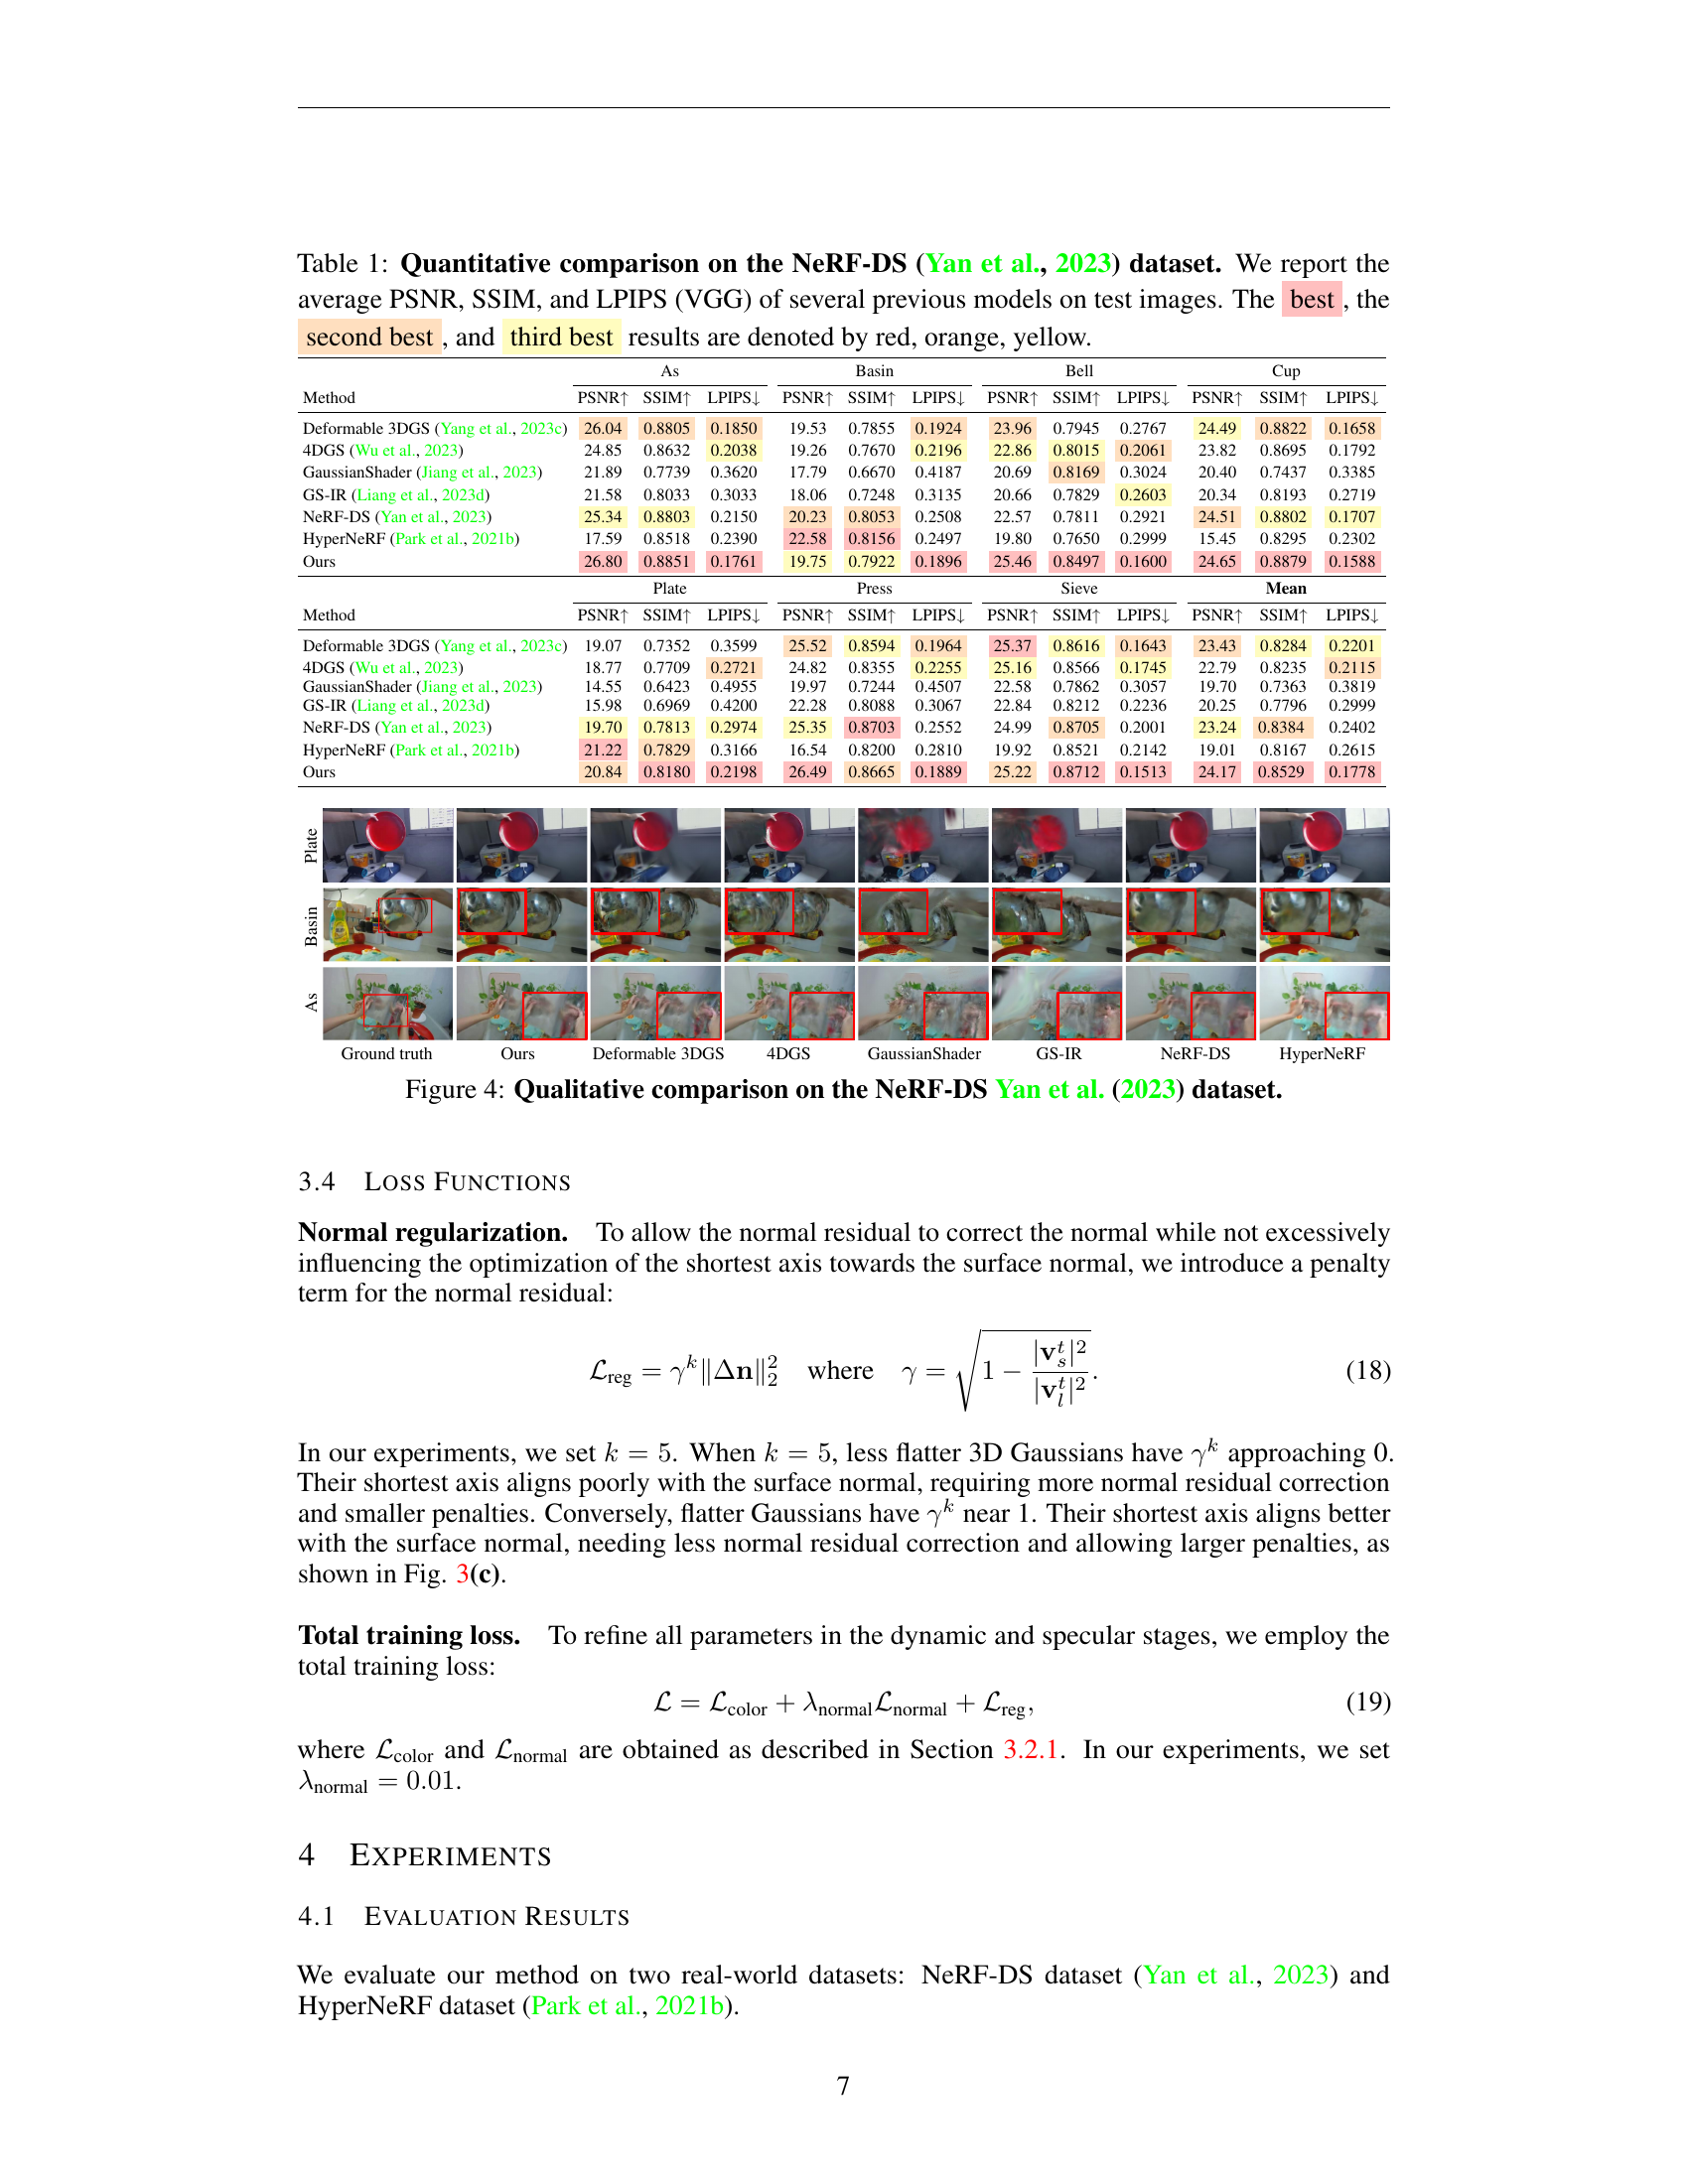 Table 1: Quantitative comparison on the NeRF-DS (Yan et al., 2023) dataset. We report the
average PSNR, SSIM, and LPIPS (VGG) of several previous models on test images. The best , the
second best , and third best results are denoted by red, orange, yellow.
As Basin Bell Cup
Method PSNR↑ SSIM↑ LPIPS↓ PSNR↑ SSIM↑ LPIPS↓ PSNR↑ SSIM↑ LPIPS↓ PSNR↑ SSIM↑ LPIPS↓
Deformable 3DGS (Yang et al., 2023c) 26.04 0.8805 0.1850 19.53 0.7855 0.1924 23.96 0.7945 0.2767 24.49 0.8822 0.1658
4DGS (Wu et al., 2023) 24.85 0.8632 0.2038 19.26 0.7670 0.2196 22.86 0.8015 0.2061 23.82 0.8695 0.1792
GaussianShader (Jiang et al., 2023) 21.89 0.7739 0.3620 17.79 0.6670 0.4187 20.69 0.8169 0.3024 20.40 0.7437 0.3385
GS-IR (Liang et al., 2023d) 21.58 0.8033 0.3033 18.06 0.7248 0.3135 20.66 0.7829 0.2603 20.34 0.8193 0.2719
NeRF-DS (Yan et al., 2023) 25.34 0.8803 0.2150 20.23 0.8053 0.2508 22.57 0.7811 0.2921 24.51 0.8802 0.1707
HyperNeRF (Park et al., 2021b) 17.59 0.8518 0.2390 22.58 0.8156 0.2497 19.80 0.7650 0.2999 15.45 0.8295 0.2302
Ours 26.80 0.8851 0.1761 19.75 0.7922 0.1896 25.46 0.8497 0.1600 24.65 0.8879 0.1588
Plate Press Sieve Mean
Method PSNR↑ SSIM↑ LPIPS↓ PSNR↑ SSIM↑ LPIPS↓ PSNR↑ SSIM↑ LPIPS↓ PSNR↑ SSIM↑ LPIPS↓
Deformable 3DGS (Yang et al., 2023c) 19.07 0.7352 0.3599 25.52 0.8594 0.1964 25.37 0.8616 0.1643 23.43 0.8284 0.2201
4DGS (Wu et al., 2023) 18.77 0.7709 0.2721 24.82 0.8355 0.2255 25.16 0.8566 0.1745 22.79 0.8235 0.2115
GaussianShader (Jiang et al., 2023) 14.55 0.6423 0.4955 19.97 0.7244 0.4507 22.58 0.7862 0.3057 19.70 0.7363 0.3819
GS-IR (Liang et al., 2023d) 15.98 0.6969 0.4200 22.28 0.8088 0.3067 22.84 0.8212 0.2236 20.25 0.7796 0.2999
NeRF-DS (Yan et al., 2023) 19.70 0.7813 0.2974 25.35 0.8703 0.2552 24.99 0.8705 0.2001 23.24 0.8384 0.2402
HyperNeRF (Park et al., 2021b) 21.22 0.7829 0.3166 16.54 0.8200 0.2810 19.92 0.8521 0.2142 19.01 0.8167 0.2615
Ours 20.84 0.8180 0.2198 26.49 0.8665 0.1889 25.22 0.8712 0.1513 24.17 0.8529 0.1778
Plate
Basin
As
Ground truth Ours Deformable 3DGS 4DGS GaussianShader GS-IR NeRF-DS HyperNeRF
Figure 4: Qualitative comparison on the NeRF-DS Yan et al. (2023) dataset.
3.4 LOSS FUNCTIONS
Normal regularization. To allow the normal residual to correct the normal while not excessively
influencing the optimization of the shortest axis towards the surface normal, we introduce a penalty
term for the normal residual:
$\mathcal{L}_{\text{reg}} = \gamma^k \|\Delta \mathbf{n}\|_2^2 \quad \text{where} \quad \gamma = \sqrt{1 - \frac{|\mathbf{v}_s^t|^2}{|\mathbf{v}_l^t|^2}}.$ (18)
In our experiments, we set $k = 5$. When $k = 5$, less flatter 3D Gaussians have $\gamma^k$ approaching 0.
Their shortest axis aligns poorly with the surface normal, requiring more normal residual correction
and smaller penalties. Conversely, flatter Gaussians have $\gamma^k$ near 1. Their shortest axis aligns better
with the surface normal, needing less normal residual correction and allowing larger penalties, as
shown in Fig. 3(c).
Total training loss. To refine all parameters in the dynamic and specular stages, we employ the
total training loss:
$\mathcal{L} = \mathcal{L}_{\text{color}} + \lambda_{\text{normal}} \mathcal{L}_{\text{normal}} + \mathcal{L}_{\text{reg}},$ (19)
where $\mathcal{L}_{\text{color}}$ and $\mathcal{L}_{\text{normal}}$ are obtained as described in Section 3.2.1. In our experiments, we set
$\lambda_{\text{normal}} = 0.01$.
4 EXPERIMENTS
4.1 EVALUATION RESULTS
We evaluate our method on two real-world datasets: NeRF-DS dataset (Yan et al., 2023) and
HyperNeRF dataset (Park et al., 2021b).
7